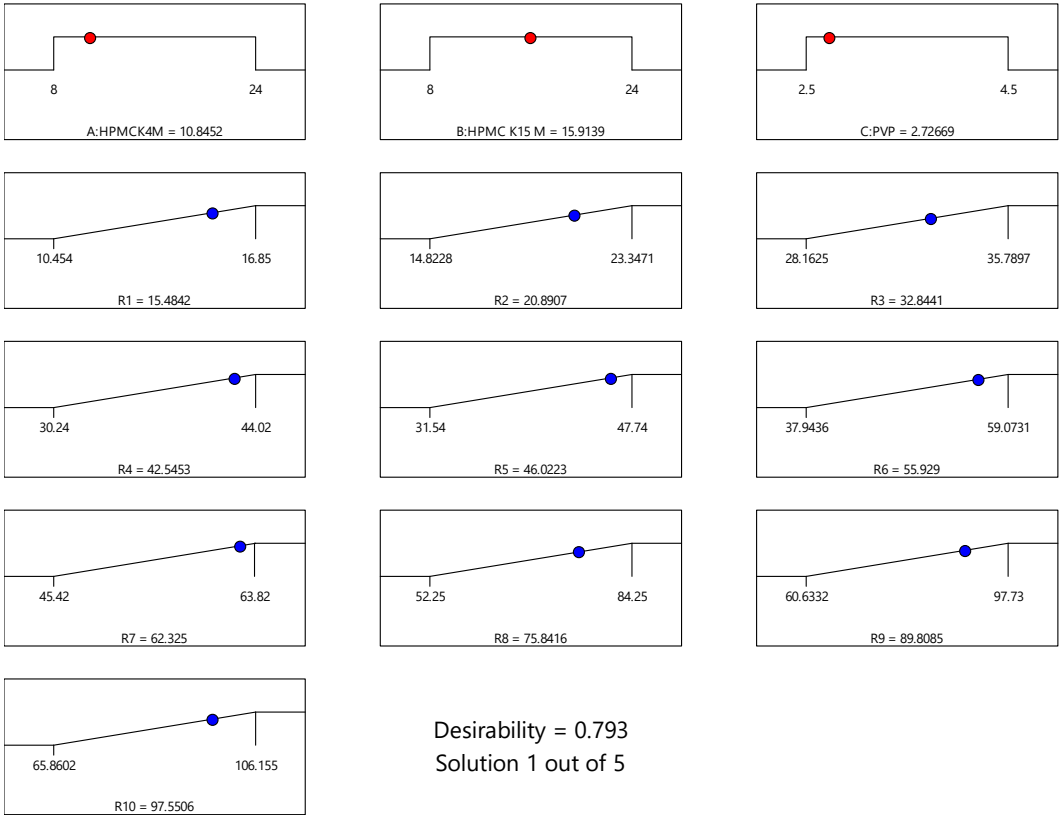 8 24
A:HPMCK4M = 10.8452
8 24
B:HPMC K15 M = 15.9139
2.5 4.5
C:PVP = 2.72669
10.454 16.85
R1 = 15.4842
14.8228 23.3471
R2 = 20.8907
28.1625 35.7897
R3 = 32.8441
30.24 44.02
R4 = 42.5453
31.54 47.74
R5 = 46.0223
37.9436 59.0731
R6 = 55.929
45.42 63.82
R7 = 62.325
52.25 84.25
R8 = 75.8416
60.6332 97.73
R9 = 89.8085
65.8602 106.155
R10 = 97.5506
Desirability = 0.793
Solution 1 out of 5